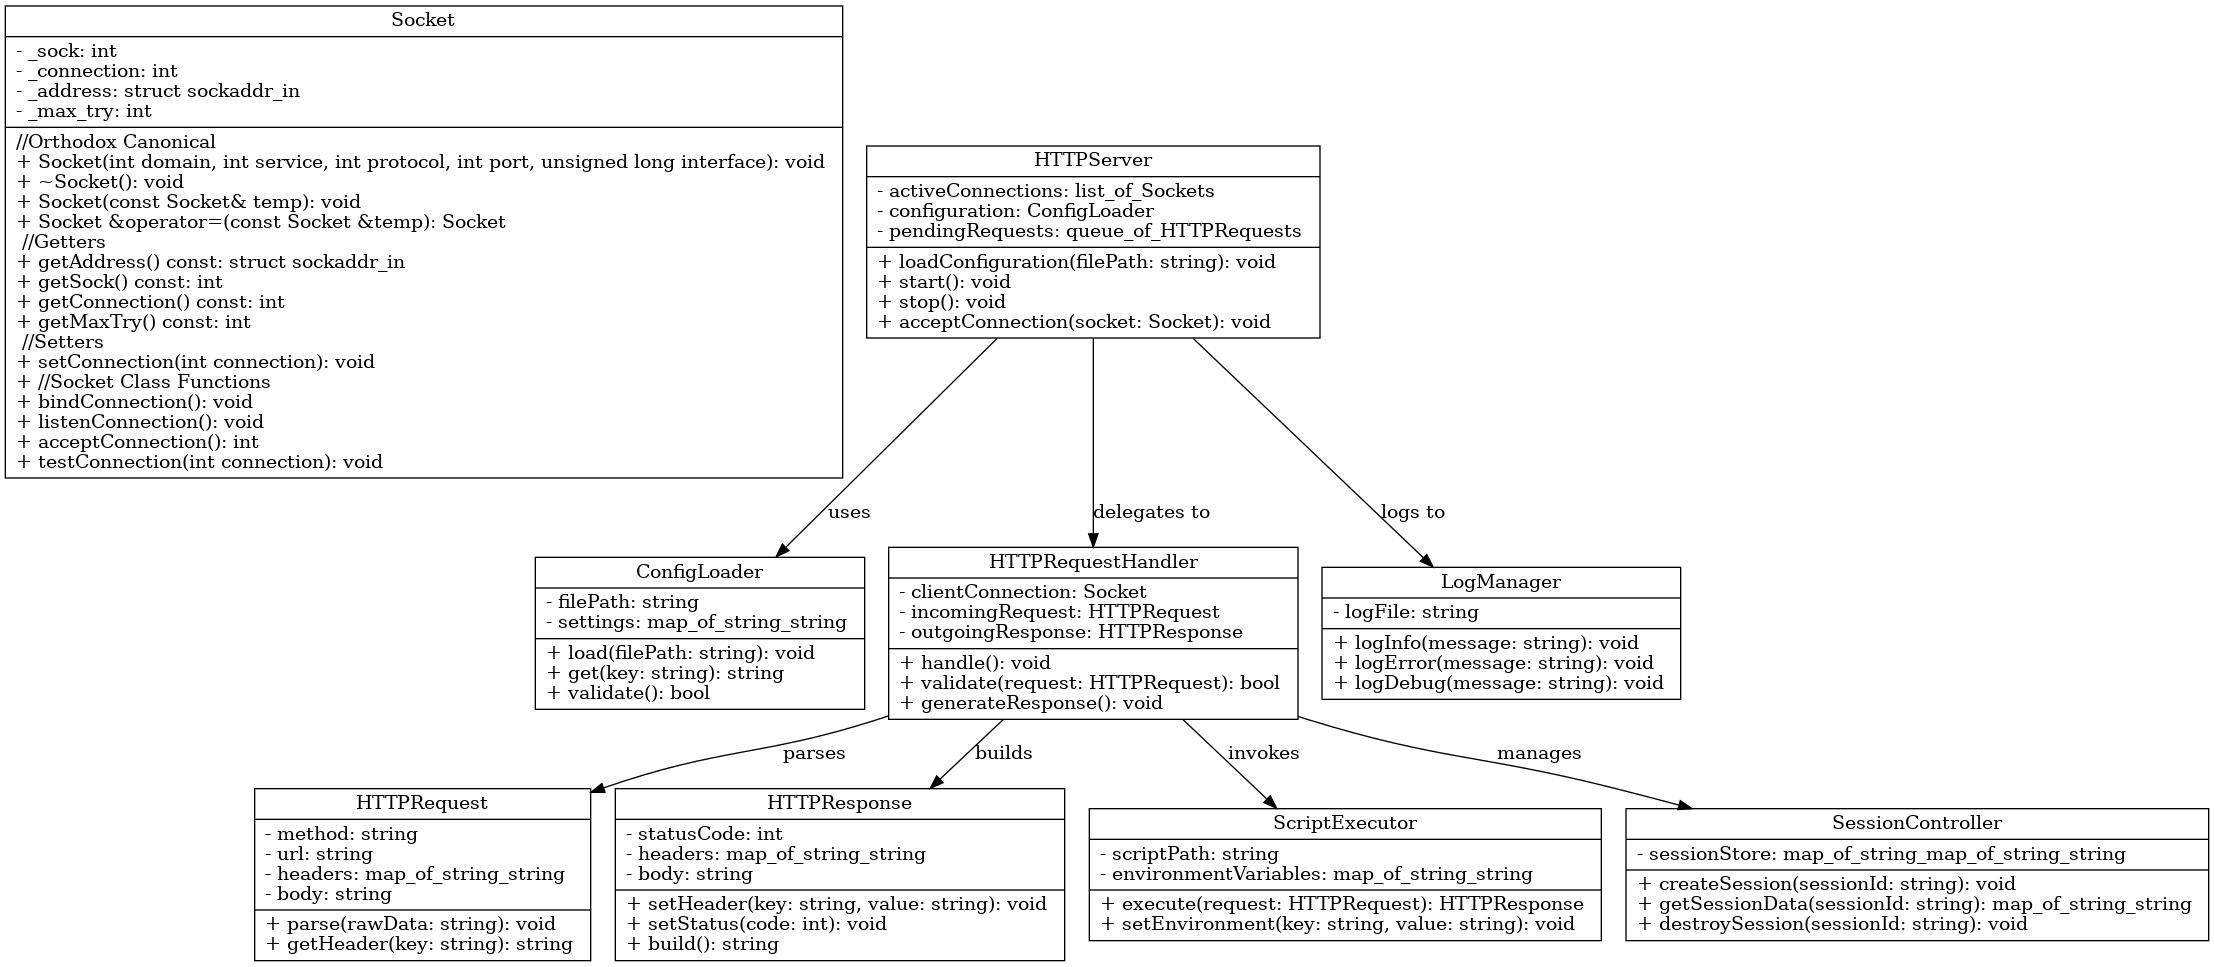 Socket
- _sock: int
- _connection: int
- _address: struct sockaddr_in
- _max_try: int
//Orthodox Canonical
+ Socket(int domain, int service, int protocol, int port, unsigned long interface): void
+ ~Socket(): void
+ Socket(const Socket& temp): void
+ Socket &operator=(const Socket &temp): Socket
//Getters
+ getAddress() const: struct sockaddr_in
+ getSock() const: int
+ getConnection() const: int
+ getMaxTry() const: int
//Setters
+ setConnection(int connection): void
+ //Socket Class Functions
+ bindConnection(): void
+ listenConnection(): void
+ acceptConnection(): int
+ testConnection(int connection): void
HTTPServer
- activeConnections: list_of_Sockets
- configuration: ConfigLoader
- pendingRequests: queue_of_HTTPRequests
+ loadConfiguration(filePath: string): void
+ start(): void
+ stop(): void
+ acceptConnection(socket: Socket): void
uses
delegates to
logs to
ConfigLoader
- filePath: string
- settings: map_of_string_string
+ load(filePath: string): void
+ get(key: string): string
+ validate(): bool
HTTPRequestHandler
- clientConnection: Socket
- incomingRequest: HTTPRequest
- outgoingResponse: HTTPResponse
+ handle(): void
+ validate(request: HTTPRequest): bool
+ generateResponse(): void
LogManager
- logFile: string
+ logInfo(message: string): void
+ logError(message: string): void
+ logDebug(message: string): void
parses
builds
invokes
manages
HTTPRequest
- method: string
- url: string
- headers: map_of_string_string
- body: string
+ parse(rawData: string): void
+ getHeader(key: string): string
HTTPResponse
- statusCode: int
- headers: map_of_string_string
- body: string
+ setHeader(key: string, value: string): void
+ setStatus(code: int): void
+ build(): string
ScriptExecutor
- scriptPath: string
- environmentVariables: map_of_string_string
+ execute(request: HTTPRequest): HTTPResponse
+ setEnvironment(key: string, value: string): void
SessionController
- sessionStore: map_of_string_map_of_string_string
+ createSession(sessionId: string): void
+ getSessionData(sessionId: string): map_of_string_string
+ destroySession(sessionId: string): void